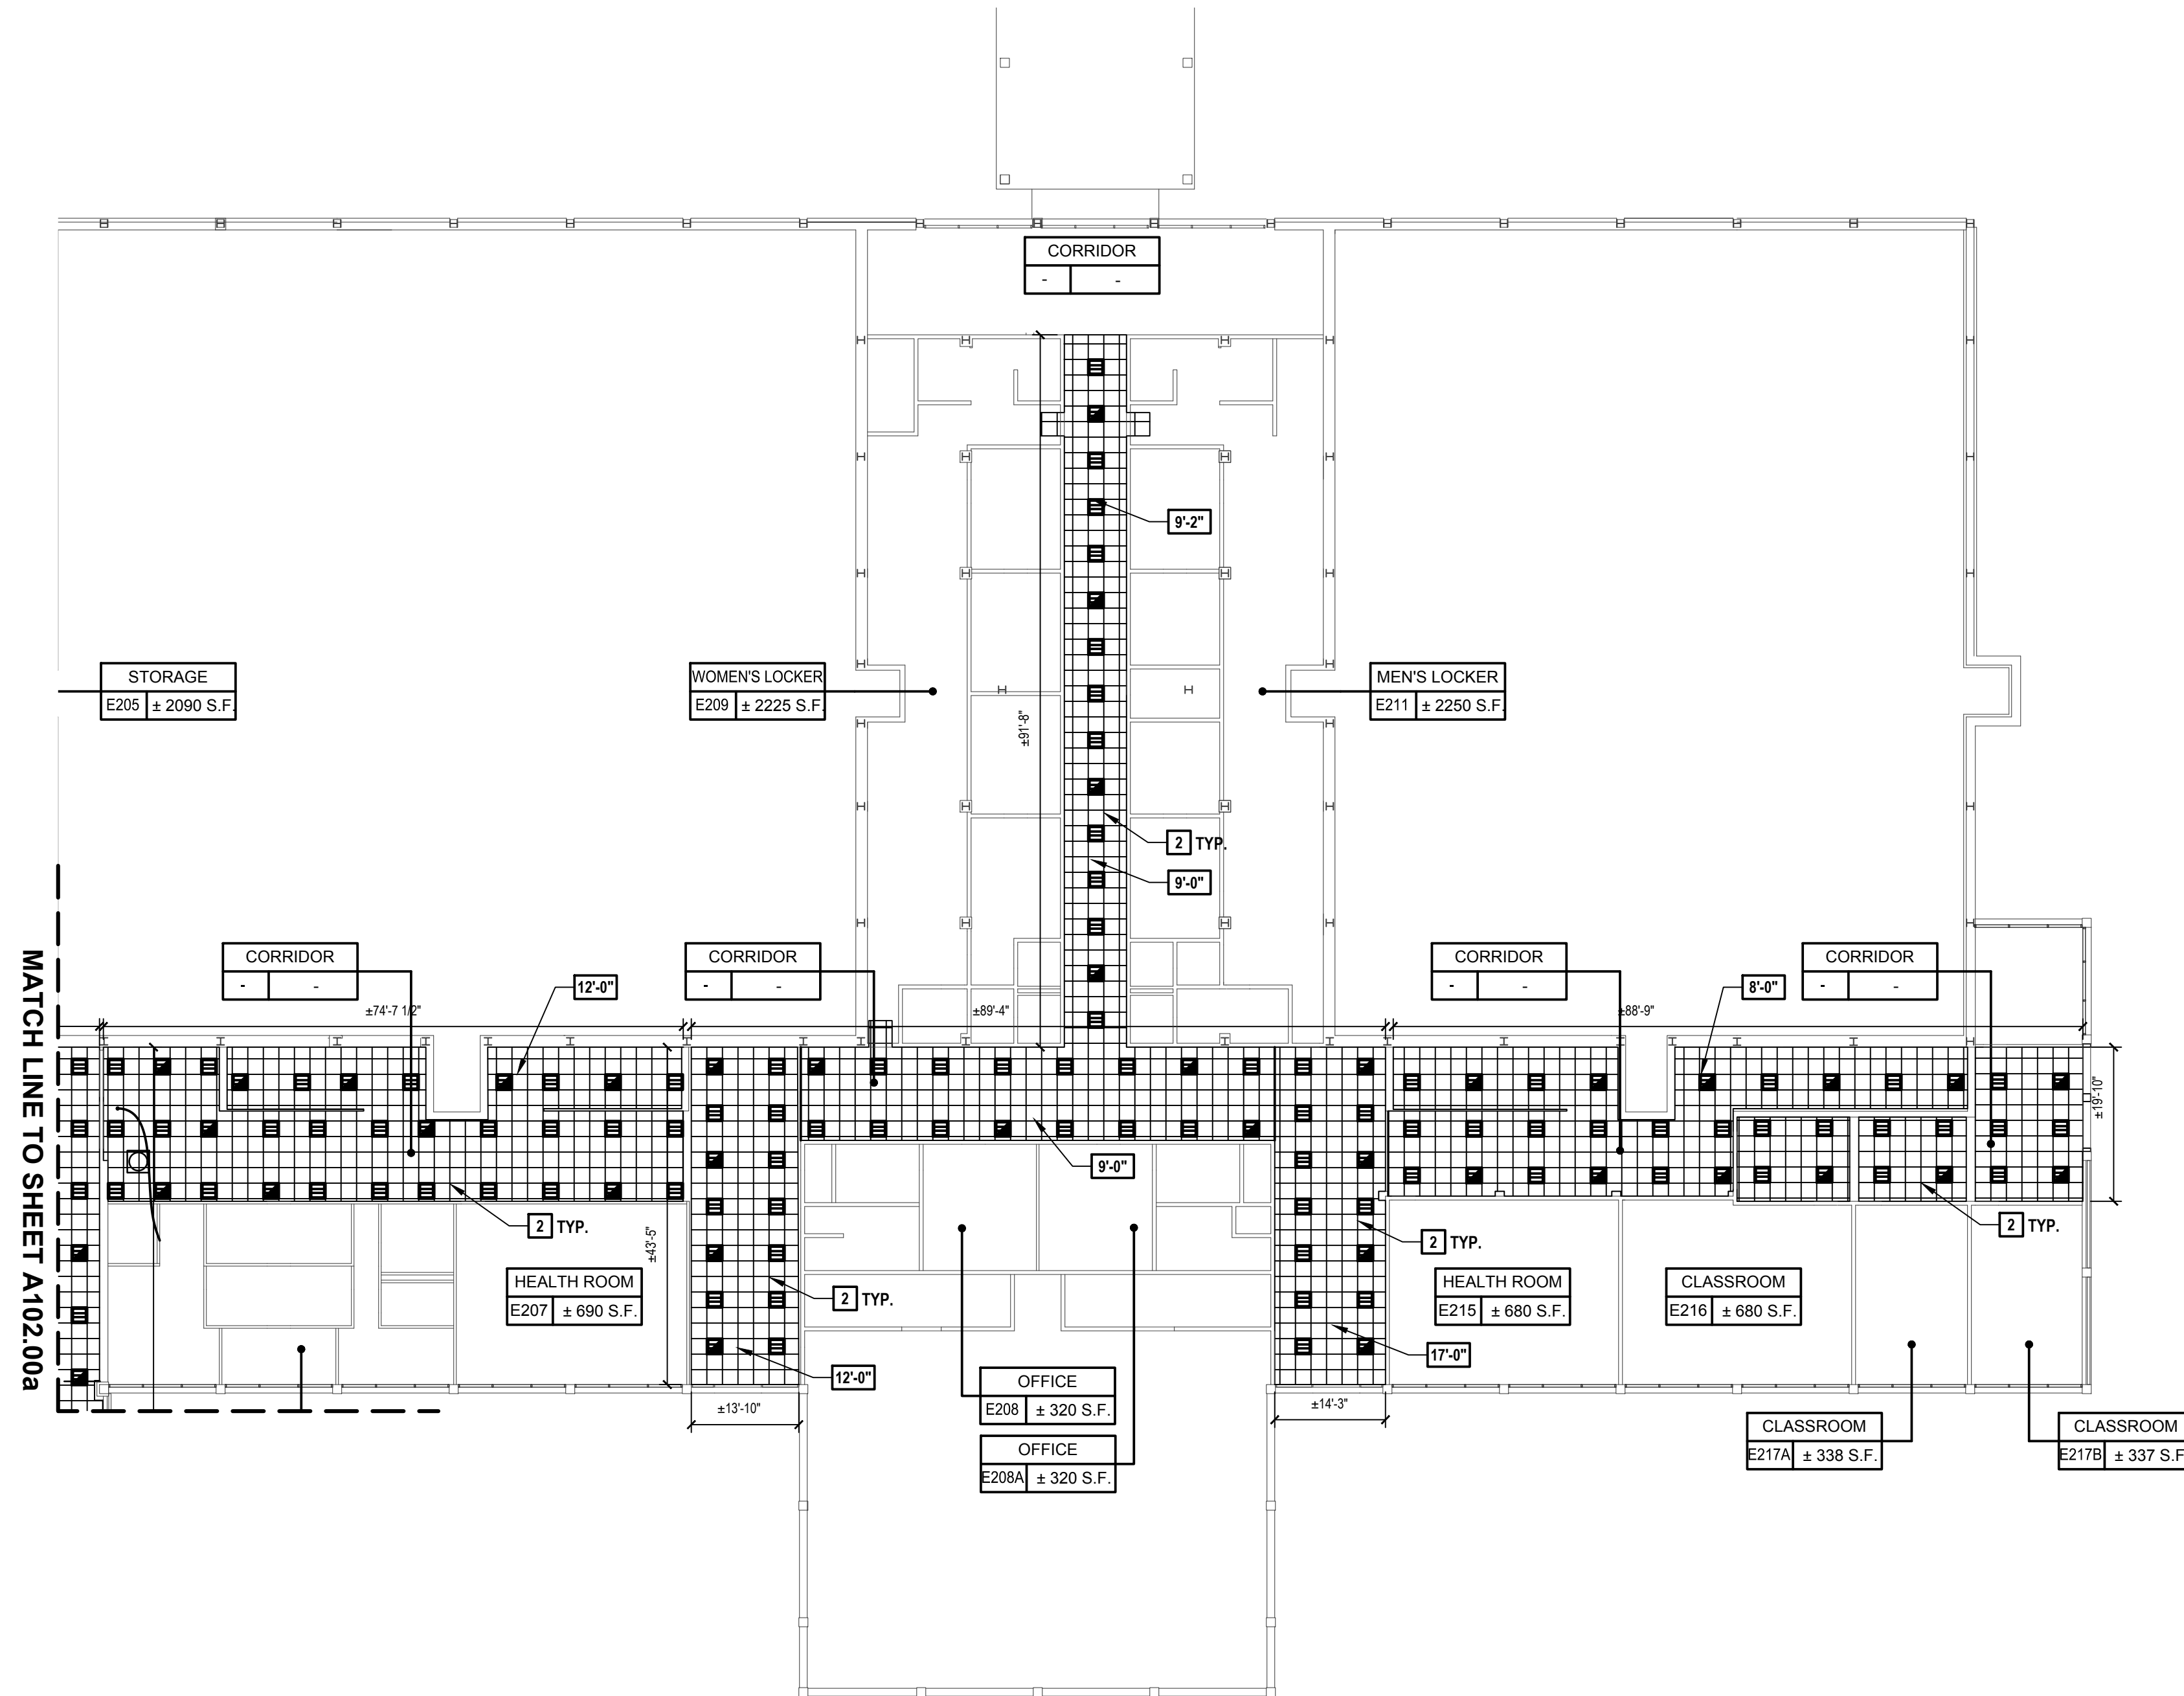 CORRIDOR
- -
9'-2"
STORAGE
E205 ± 2090 S.F.
WOMEN'S LOCKER
E209 ± 2225 S.F.
MEN'S LOCKER
E211 ± 2250 S.F.
±91'-8"
2 TYP.
9'-0"
MATCH LINE TO SHEET A102.00a
CORRIDOR
- -
12'-0"
CORRIDOR
- -
CORRIDOR
- -
8'-0"
CORRIDOR
- -
±74'-7 1/2"
±89'-4"
±88'-9"
±19'-10"
9'-0"
2 TYP.
±43'-5"
2 TYP.
2 TYP.
HEALTH ROOM
E207 ± 690 S.F.
2 TYP.
HEALTH ROOM
E215 ± 680 S.F.
CLASSROOM
E216 ± 680 S.F.
17'-0"
12'-0"
±13'-10"
OFFICE
E208 ± 320 S.F.
±14'-3"
OFFICE
E208A ± 320 S.F.
CLASSROOM
E217A ± 338 S.F.
CLASSROOM
E217B ± 337 S.F